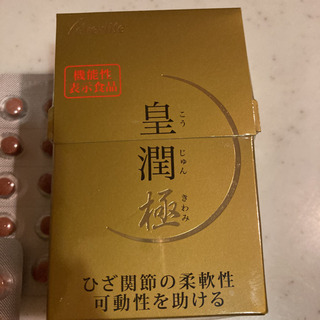 機能性
表示食品
皇潤極
こうじゅんきわみ
ひざ関節の柔軟性
可動性を助ける